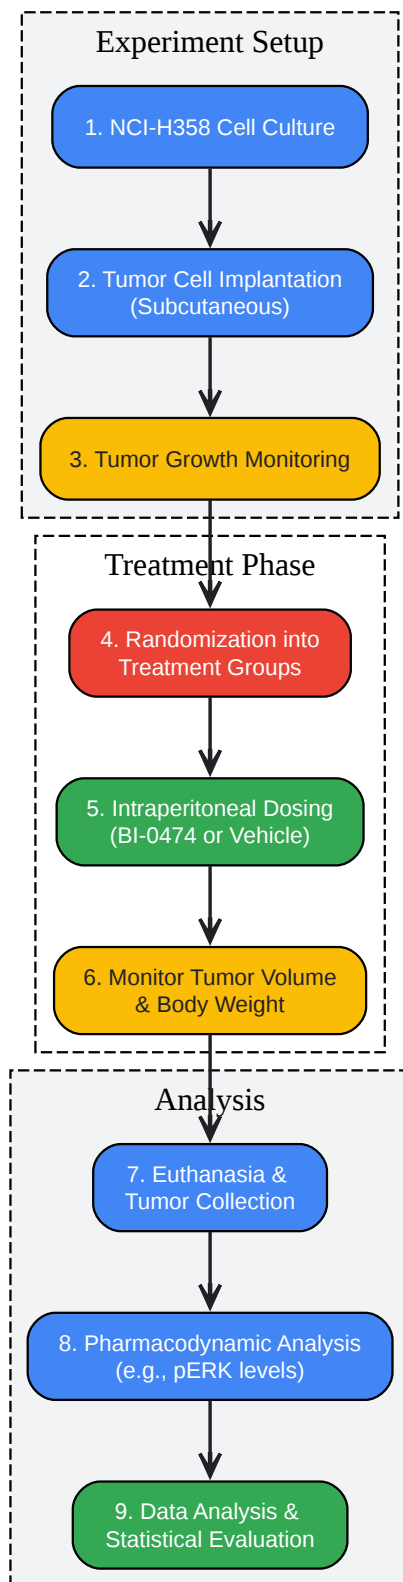 Experiment Setup
1. NCI-H358 Cell Culture
2. Tumor Cell Implantation
(Subcutaneous)
3. Tumor Growth Monitoring
Treatment Phase
4. Randomization into
Treatment Groups
5. Intraperitoneal Dosing
(BI-0474 or Vehicle)
6. Monitor Tumor Volume
& Body Weight
Analysis
7. Euthanasia &
Tumor Collection
8. Pharmacodynamic Analysis
(e.g., pERK levels)
9. Data Analysis &
Statistical Evaluation